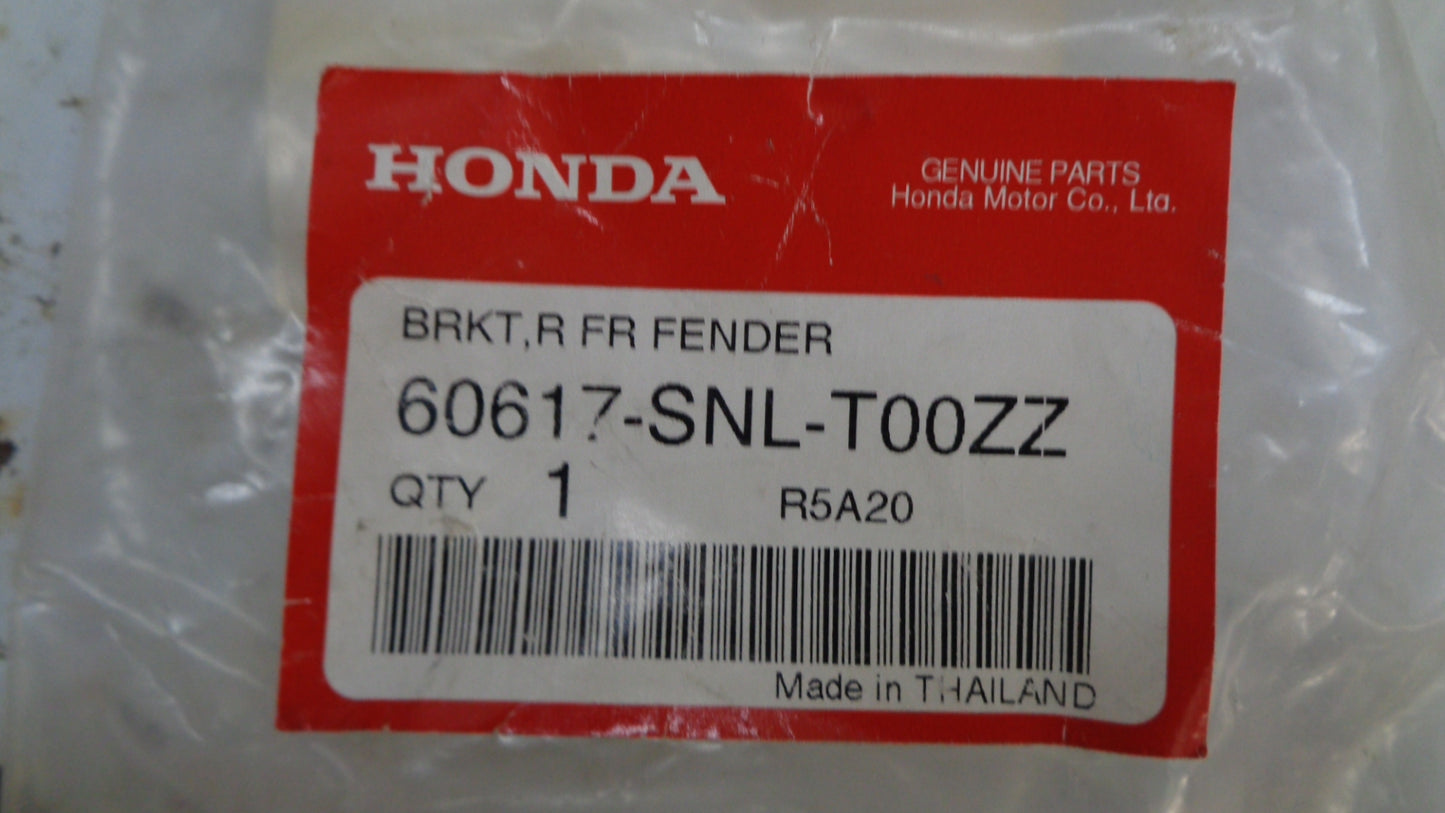 HONDA
GENUINE PARTS
Honda Motor Co., Ltd.
BRKT,R FR FENDER
60617-SNL-T00ZZ
QTY 1 R5A20
Made in THAILAND